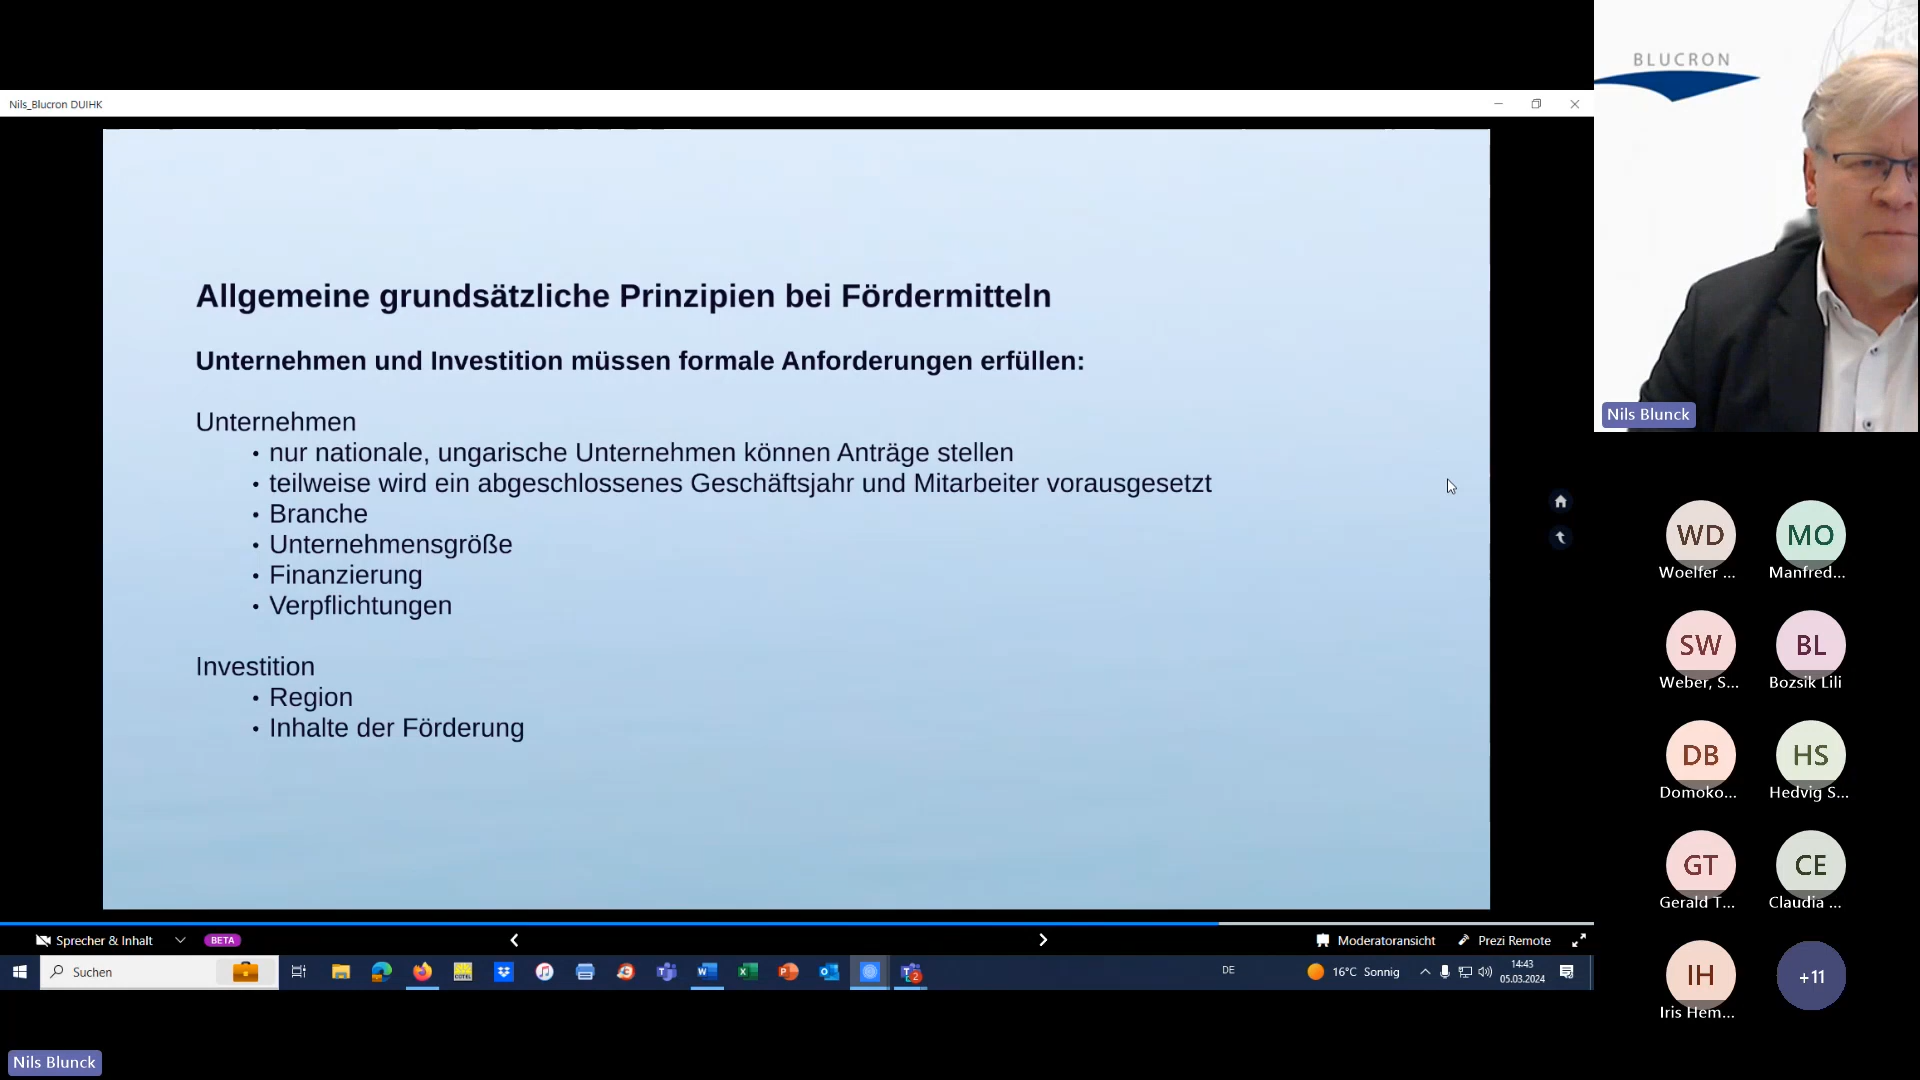 BLUCRON
Nils_Blucron DUIHK
Allgemeine grundsätzliche Prinzipien bei Fördermitteln
Unternehmen und Investition müssen formale Anforderungen erfüllen:
Unternehmen
• nur nationale, ungarische Unternehmen können Anträge stellen
• teilweise wird ein abgeschlossenes Geschäftsjahr und Mitarbeiter vorausgesetzt
• Branche
• Unternehmensgröße
• Finanzierung
• Verpflichtungen
Investition
• Region
• Inhalte der Förderung
Nils Blunck
WD MO
Woelfer ... Manfred...
SW BL
Weber, S... Bozsik Lili
DB HS
Domoko... Hedvig S...
GT CE
Gerald T... Claudia ...
IH +11
Iris Hem...
Sprecher & Inhalt BETA Moderatoransicht Prezi Remote
Suchen DE 16°C Sonnig 14:43
05.03.2024
Nils Blunck